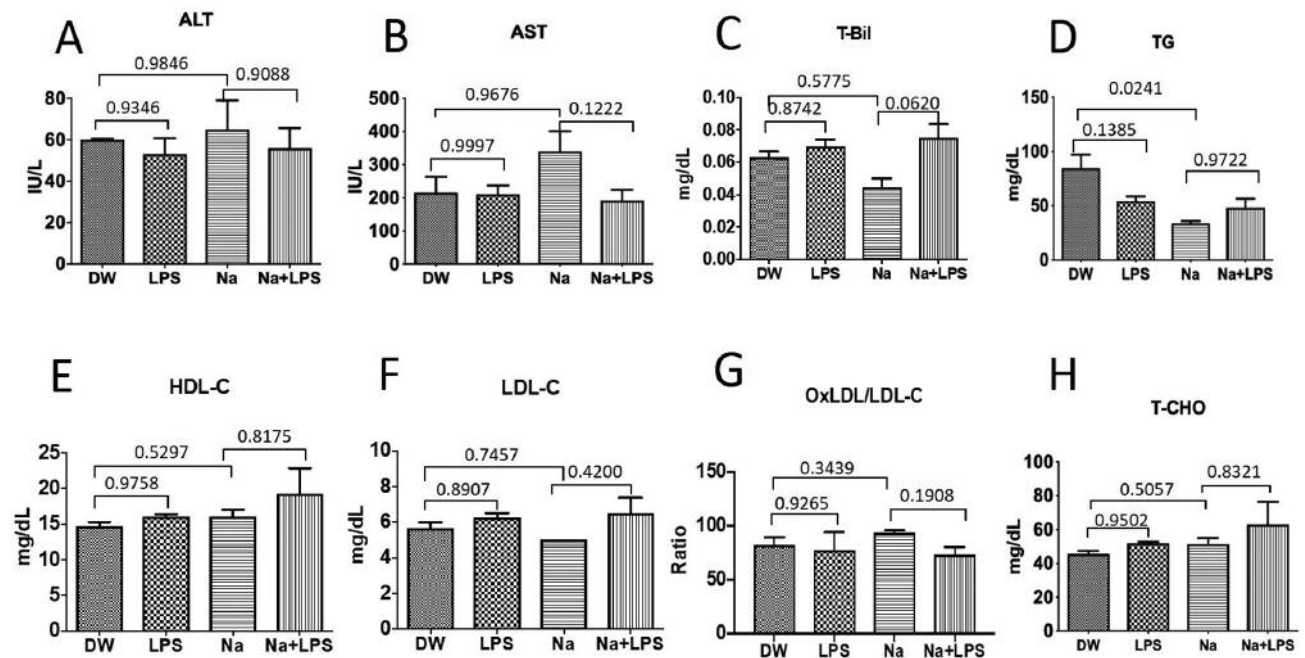 A
ALT
0.9846
0.9088
0.9346
80
60
40
20
0
IU/L
DW LPS Na Na+LPS
B
AST
0.9676
0.1222
0.9997
500
400
300
200
100
0
IU/L
DW LPS Na Na+LPS
C
T-Bil
0.5775
0.8742
0.0620
0.10
0.08
0.06
0.04
0.02
0.00
mg/dL
DW LPS Na Na+LPS
D
TG
0.0241
0.1385
0.9722
150
100
50
0
mg/dL
DW LPS Na Na+LPS
E
HDL-C
0.8175
0.5297
0.9758
25
20
15
10
5
0
mg/dL
DW LPS Na Na+LPS
F
LDL-C
0.7457
0.4200
0.8907
10
8
6
4
2
0
mg/dL
DW LPS Na Na+LPS
G
OxLDL/LDL-C
0.3439
0.1908
0.9265
150
100
50
0
Ratio
DW LPS Na Na+LPS
H
T-CHO
0.8321
0.5057
0.9502
100
80
60
40
20
0
mg/dL
DW LPS Na Na+LPS